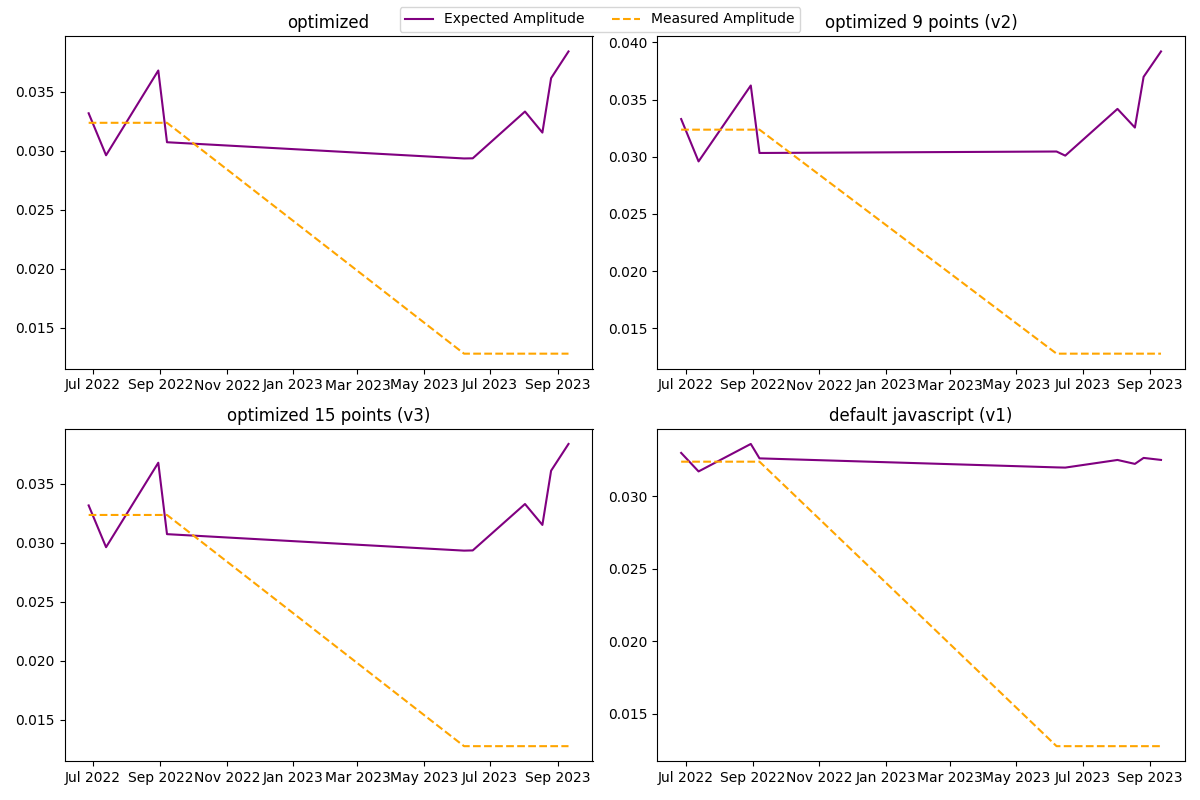 Expected Amplitude Measured Amplitude
optimized
0.035
0.030
0.025
0.020
0.015
Jul 2022 Sep 2022 Nov 2022 Jan 2023 Mar 2023 May 2023 Jul 2023 Sep 2023
optimized 9 points (v2)
0.040
0.035
0.030
0.025
0.020
0.015
Jul 2022 Sep 2022 Nov 2022 Jan 2023 Mar 2023 May 2023 Jul 2023 Sep 2023
optimized 15 points (v3)
0.035
0.030
0.025
0.020
0.015
Jul 2022 Sep 2022 Nov 2022 Jan 2023 Mar 2023 May 2023 Jul 2023 Sep 2023
default javascript (v1)
0.030
0.025
0.020
0.015
Jul 2022 Sep 2022 Nov 2022 Jan 2023 Mar 2023 May 2023 Jul 2023 Sep 2023